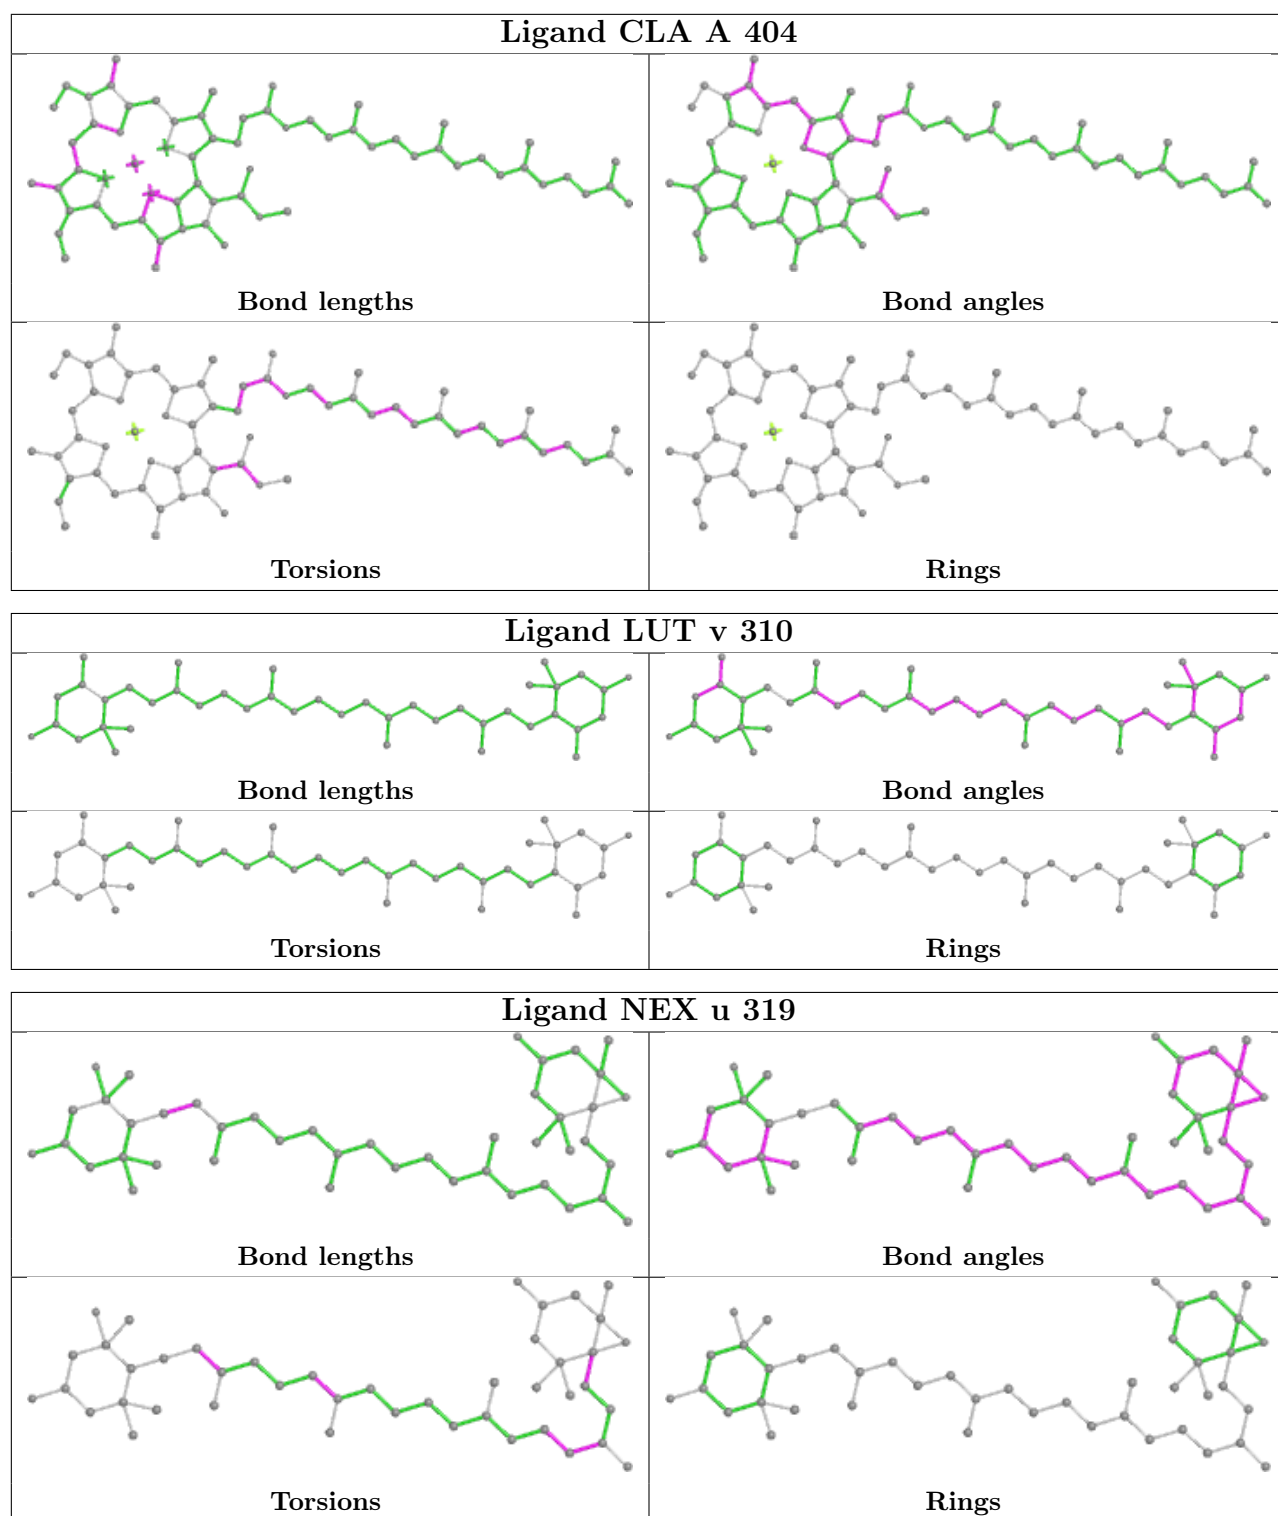 Ligand CLA A 404
Bond lengths
Bond angles
Torsions
Rings
Ligand LUT v 310
Bond lengths
Bond angles
Torsions
Rings
Ligand NEX u 319
Bond lengths
Bond angles
Torsions
Rings